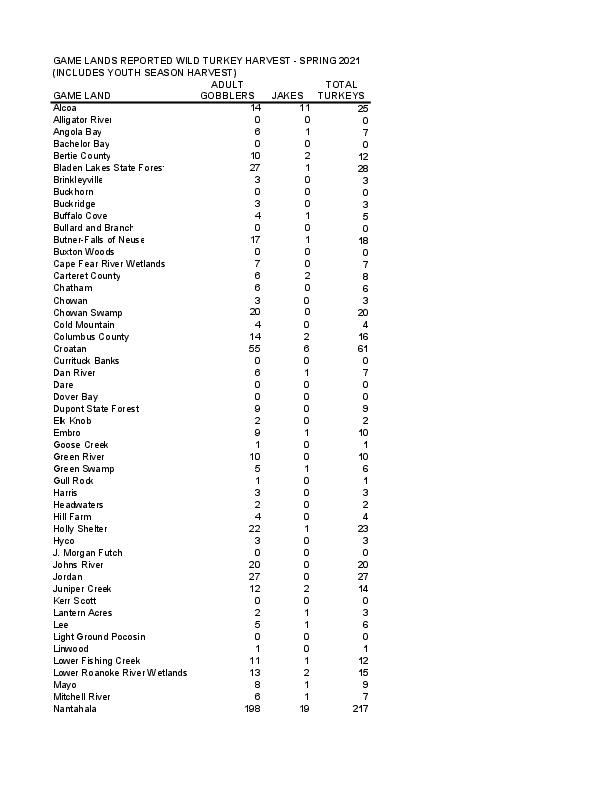 GAME LANDS REPORTED WILD TURKEY HARVEST - SPRING 2021
(INCLUDES YOUTH SEASON HARVEST)
ADULT TOTAL
GAME LAND GOBBLERS JAKES TURKEYS
Alcoa 14 11 25
Alligator River 0 0 0
Angola Bay 6 1 7
Bachelor Bay 0 0 0
Bertie County 10 2 12
Bladen Lakes State Forest 27 1 28
Brinkleyville 3 0 3
Buckhorn 0 0 0
Buckridge 3 0 3
Buffalo Cove 4 1 5
Bullard and Branch 0 0 0
Butner-Falls of Neuse 17 1 18
Buxton Woods 0 0 0
Cape Fear River Wetlands 7 0 7
Carteret County 6 2 8
Chatham 6 0 6
Chowan 3 0 3
Chowan Swamp 20 0 20
Cold Mountain 4 0 4
Columbus County 14 2 16
Croatan 55 6 61
Currituck Banks 0 0 0
Dan River 6 1 7
Dare 0 0 0
Dover Bay 0 0 0
Dupont State Forest 9 0 9
Elk Knob 2 0 2
Embro 9 1 10
Goose Creek 1 0 1
Green River 10 0 10
Green Swamp 5 1 6
Gull Rock 1 0 1
Harris 3 0 3
Headwaters 2 0 2
Hill Farm 4 0 4
Holly Shelter 22 1 23
Hyco 3 0 3
J. Morgan Futch 0 0 0
Johns River 20 0 20
Jordan 27 0 27
Juniper Creek 12 2 14
Kerr Scott 0 0 0
Lantern Acres 2 1 3
Lee 5 1 6
Light Ground Pocosin 0 0 0
Linwood 1 0 1
Lower Fishing Creek 11 1 12
Lower Roanoke River Wetlands 13 2 15
Mayo 8 1 9
Mitchell River 6 1 7
Nantahala 198 19 217